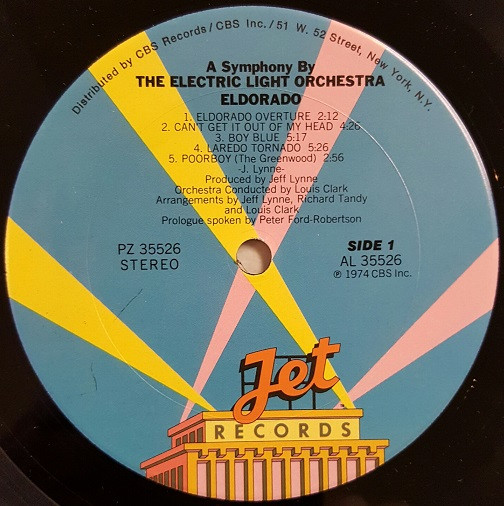 Distributed by CBS Records/CBS Inc./51 W. 52 Street, New York, N.Y.
A Symphony By
THE ELECTRIC LIGHT ORCHESTRA
ELDORADO
1. ELDORADO OVERTURE 2:12
2. CAN'T GET IT OUT OF MY HEAD 4:26
3. BOY BLUE 5:17
4. LAREDO TORNADO 5:26
5. POORBOY (The Greenwood) 2:56
-J. Lynne-
Produced by Jeff Lynne
Orchestra Conducted by Louis Clark
Arrangements by Jeff Lynne, Richard Tandy
and Louis Clark
Prologue spoken by Peter Ford-Robertson
PZ 35526
STEREO
SIDE 1
AL 35526
℗ 1974 CBS Inc.
Jet
RECORDS